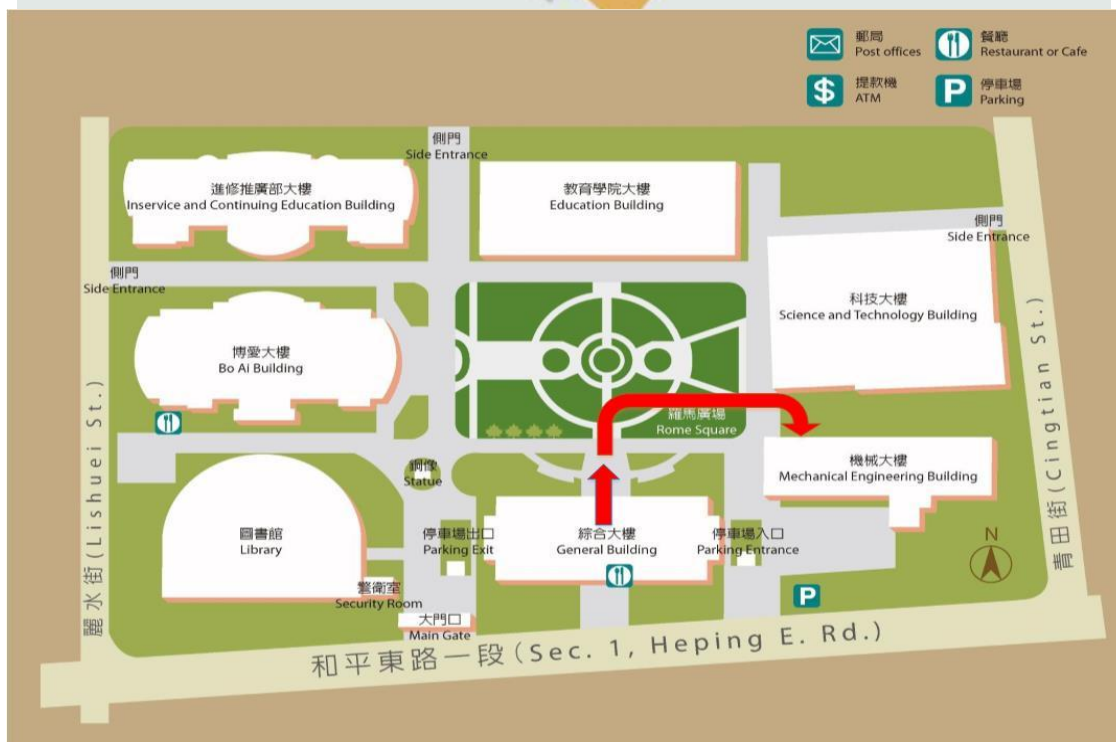 郵局
Post offices
餐廳
Restaurant or Cafe
提款機
ATM
P
停車場
Parking
側門
Side Entrance
進修推廣部大樓
Inservice and Continuing Education Building
教育學院大樓
Education Building
側門
Side Entrance
側門
Side Entrance
科技大樓
Science and Technology Building
博愛大樓
Bo Ai Building
羅馬廣場
Rome Square
機械大樓
Mechanical Engineering Building
銅像
Statue
圖書館
Library
停車場出口
Parking Exit
綜合大樓
General Building
停車場入口
Parking Entrance
N
警衛室
Security Room
P
大門口
Main Gate
麗水街(Lishuei St.)
青田街(Cingtian St.)
和平東路一段(Sec. 1, Heping E. Rd.)